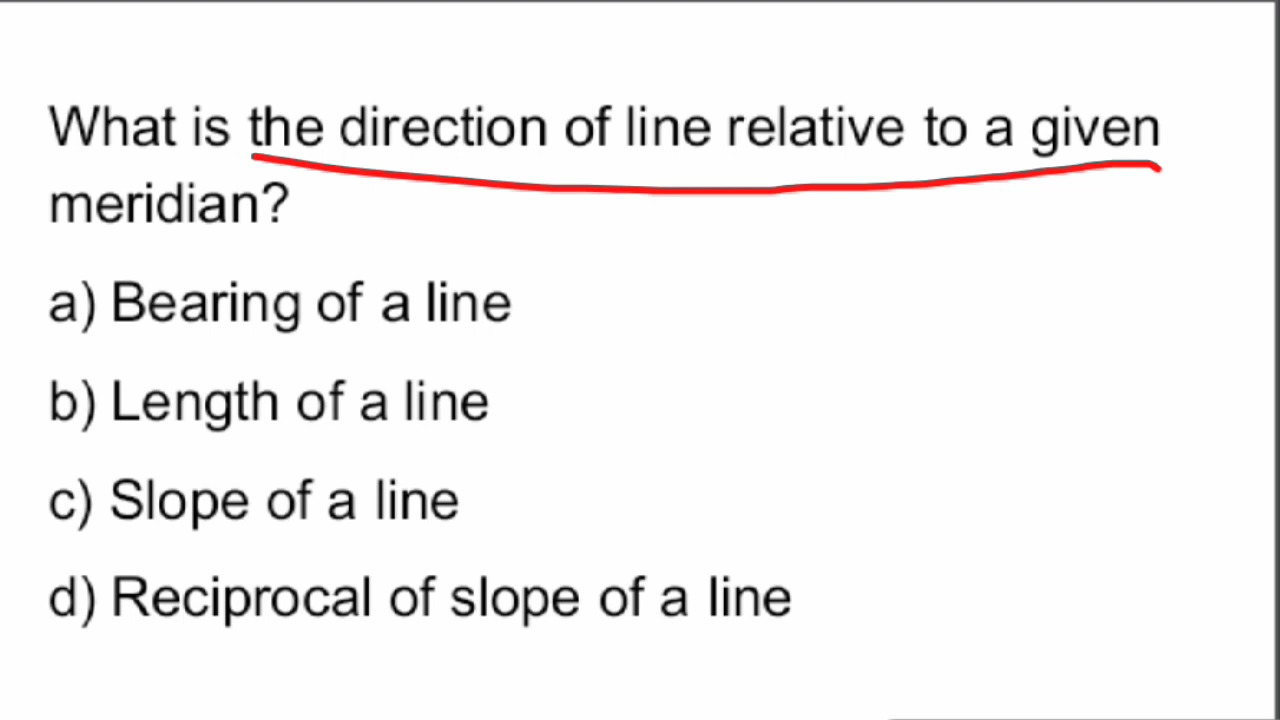 What is the direction of line relative to a given
meridian?
a) Bearing of a line
b) Length of a line
c) Slope of a line
d) Reciprocal of slope of a line